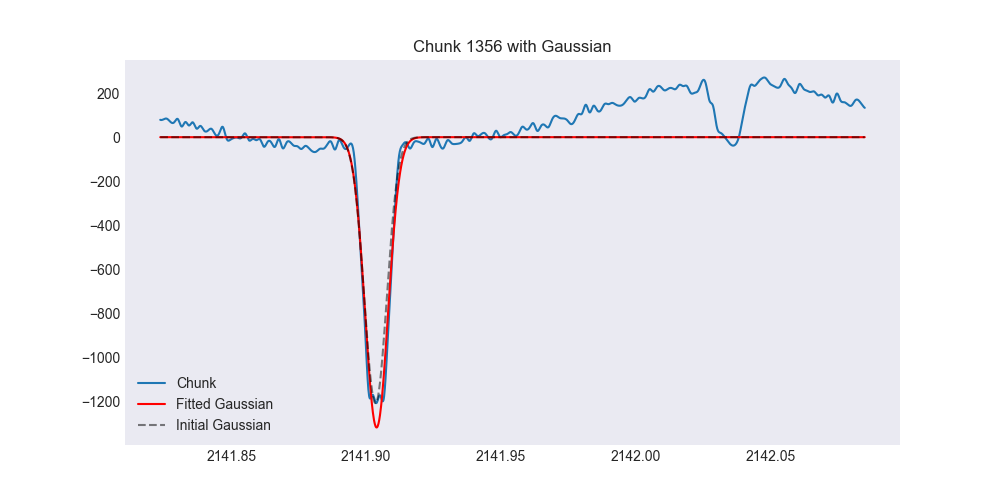 Chunk 1356 with Gaussian
200
0
−200
−400
−600
−800
−1000
−1200
Chunk
Fitted Gaussian
Initial Gaussian
2141.85 2141.90 2141.95 2142.00 2142.05